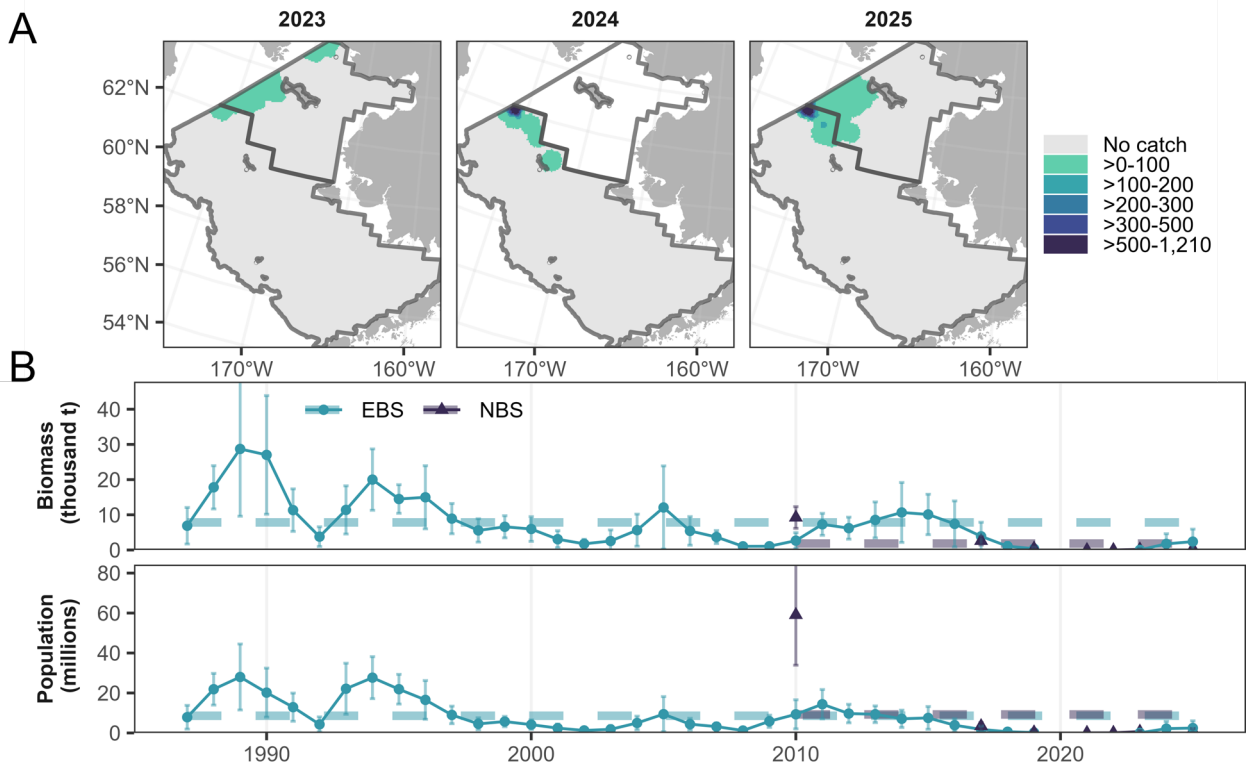 A
2023 2024 2025
62°N
60°N
58°N
56°N
54°N
170°W 160°W 170°W 160°W 170°W 160°W
No catch
>0-100
>100-200
>200-300
>300-500
>500-1,210
B
EBS NBS
Biomass
(thousand t)
40
30
20
10
0
Population
(millions)
80
60
40
20
0
1990 2000 2010 2020